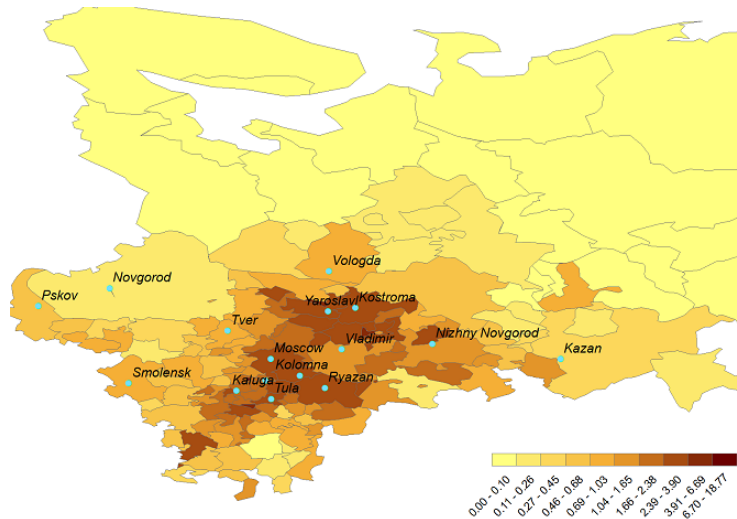 Vologda
Novgorod
Pskov
Yaroslavl Kostroma
Tver
Vladimir Nizhny Novgorod
Moscow
Kazan
Kolomna
Smolensk
Kaluga Ryazan
Tula
0.00 - 0.10
0.11 - 0.26
0.27 - 0.45
0.46 - 0.68
0.69 - 1.03
1.04 - 1.65
1.66 - 2.38
2.39 - 3.90
3.91 - 6.69
6.70 - 18.77